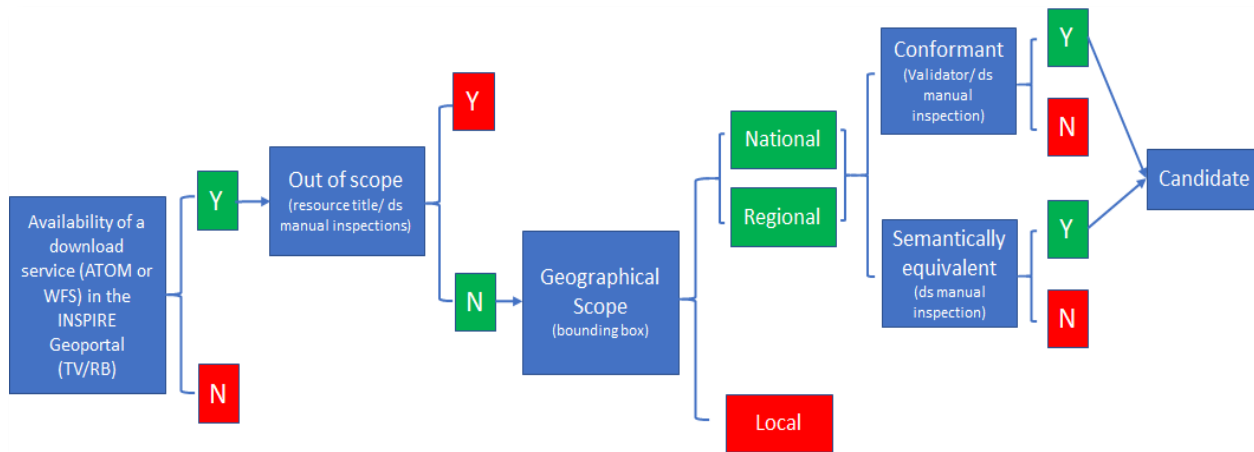 Availability of a
download
service (ATOM or
WFS) in the
INSPIRE
Geoportal
(TV/RB)
Y
N
Out of scope
(resource title/ ds
manual inspections)
Y
N
Geographical
Scope
(bounding box)
National
Regional
Local
Conformant
(Validator/ ds
manual
inspection)
Y
N
Semantically
equivalent
(ds manual
inspection)
Y
N
Candidate